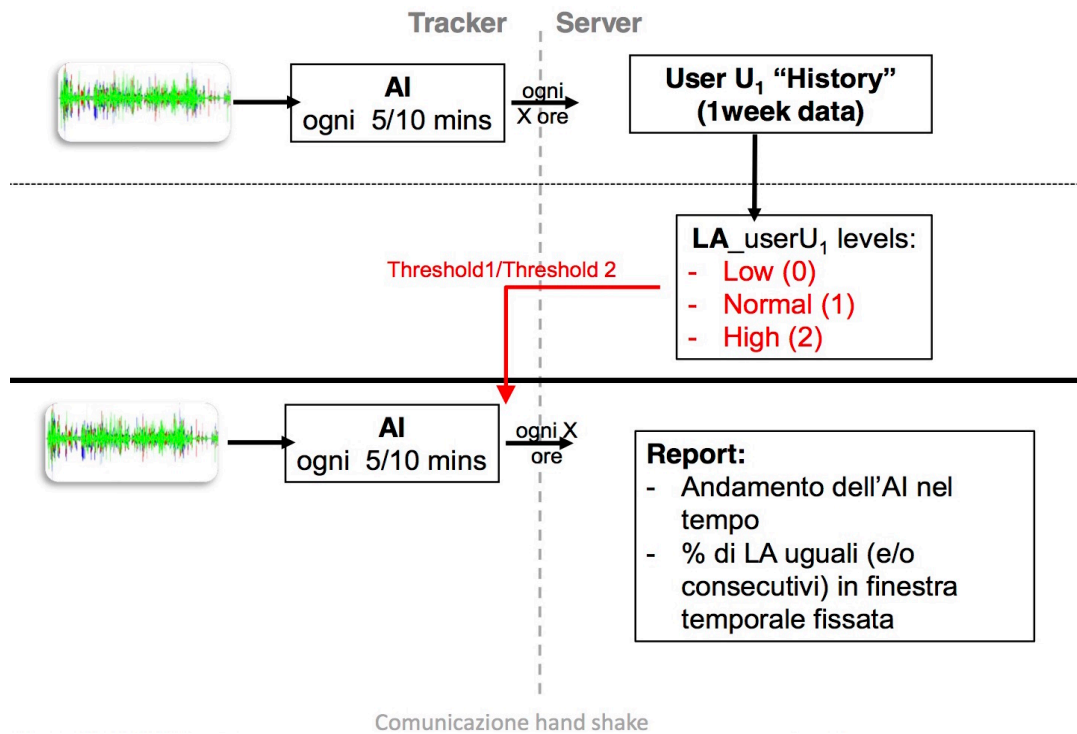 Tracker
Server
AI
ogni 5/10 mins
ogni
X ore
User U₁ “History”
(1week data)
LA_userU₁ levels:
- Low (0)
- Normal (1)
- High (2)
Threshold1/Threshold 2
AI
ogni 5/10 mins
ogni X
ore
Report:
- Andamento dell’AI nel
tempo
- % di LA uguali (e/o
consecutivi) in finestra
temporale fissata
Comunicazione hand shake